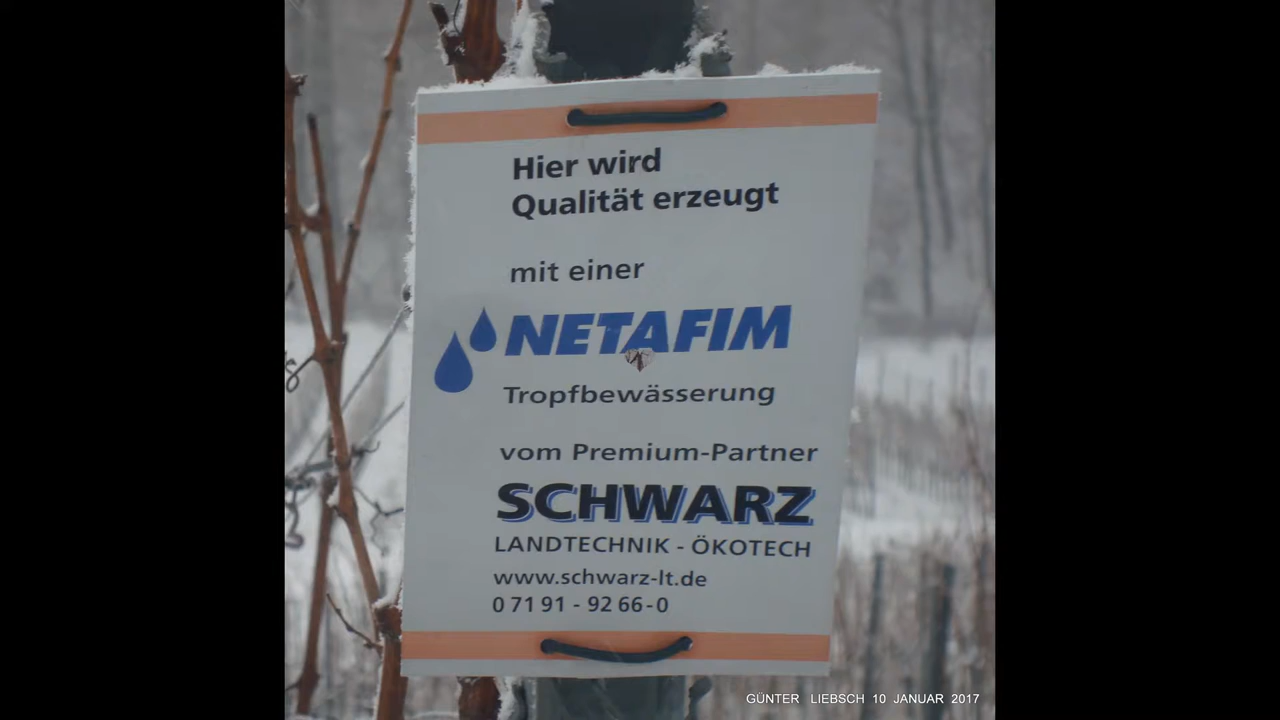 Hier wird
Qualität erzeugt
mit einer
NETAFIM
Tropfbewässerung
vom Premium-Partner
SCHWARZ
LANDTECHNIK - ÖKOTECH
www.schwarz-lt.de
0 71 91 - 92 66-0
GÜNTER LIEBSCH 10 JANUAR 2017